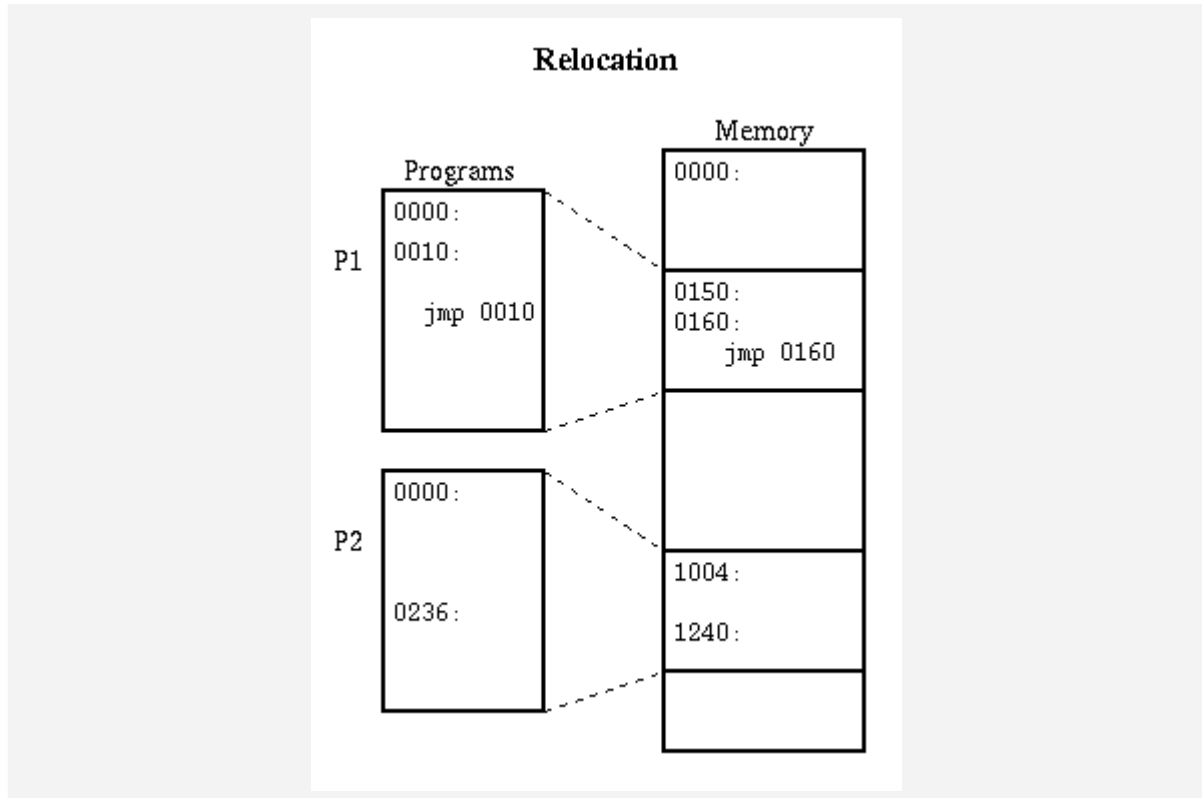 Relocation
Programs
P1
0000:
0010:
jmp 0010
P2
0000:
0236:
Memory
0000:
0150:
0160:
jmp 0160
1004:
1240: